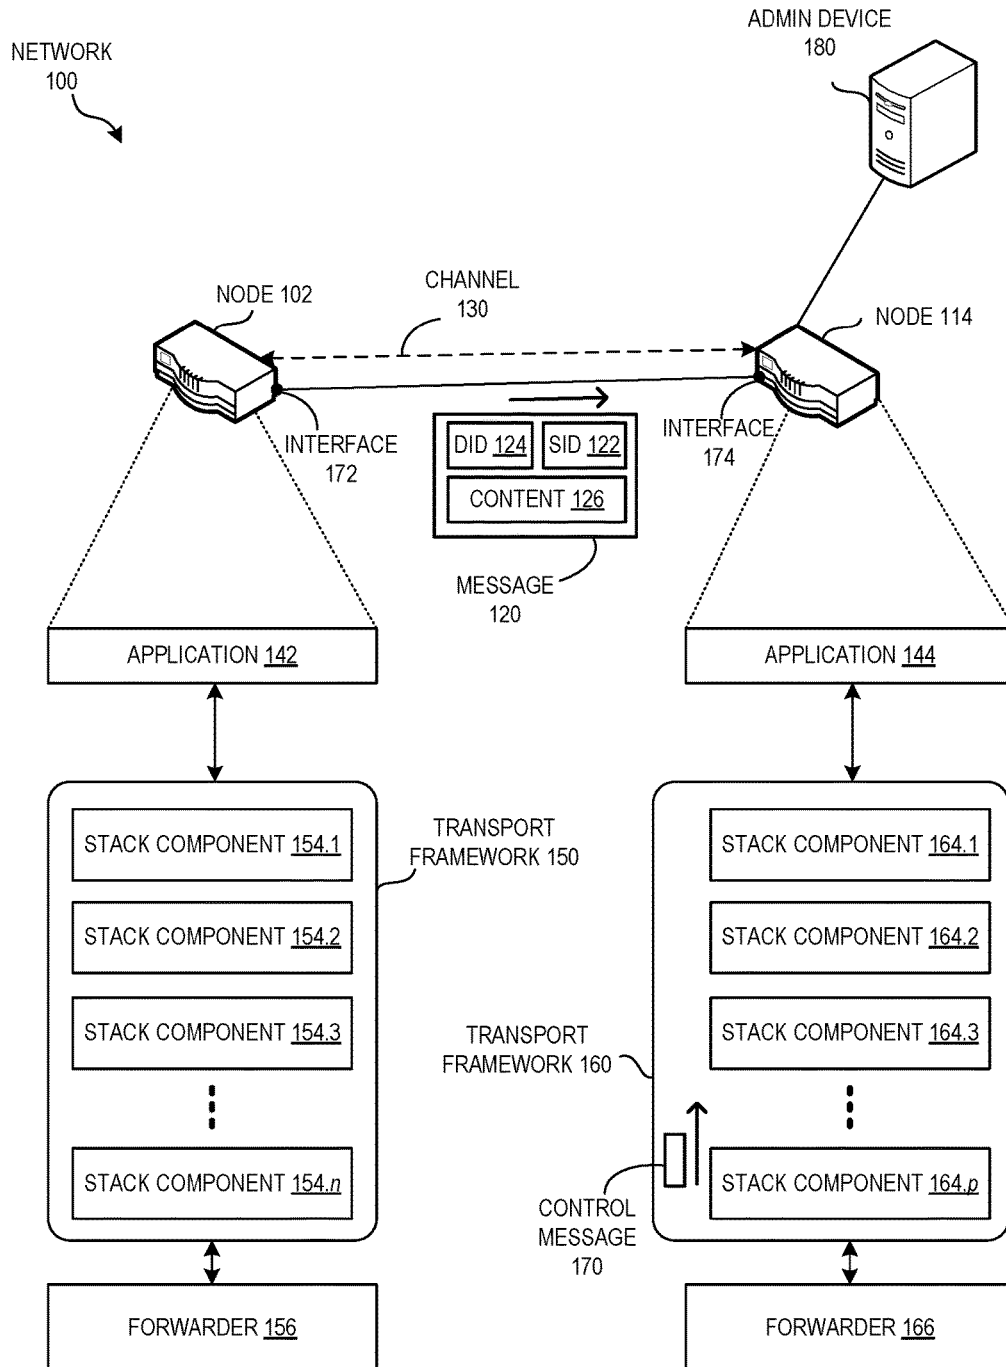 ADMIN DEVICE
180
NETWORK
100
NODE 102
CHANNEL
130
NODE 114
INTERFACE
172
DID 124
SID 122
CONTENT 126
INTERFACE
174
MESSAGE
120
APPLICATION 142
APPLICATION 144
STACK COMPONENT 154.1
STACK COMPONENT 154.2
STACK COMPONENT 154.3
STACK COMPONENT 154.n
TRANSPORT
FRAMEWORK 150
STACK COMPONENT 164.1
STACK COMPONENT 164.2
STACK COMPONENT 164.3
STACK COMPONENT 164.p
TRANSPORT
FRAMEWORK 160
CONTROL
MESSAGE
170
FORWARDER 156
FORWARDER 166